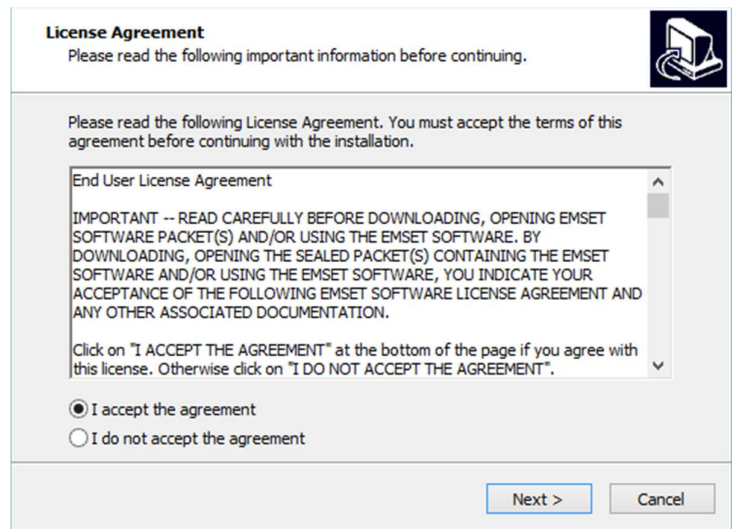 License Agreement
Please read the following important information before continuing.
Please read the following License Agreement. You must accept the terms of this
agreement before continuing with the installation.
End User License Agreement
IMPORTANT -- READ CAREFULLY BEFORE DOWNLOADING, OPENING EMSET
SOFTWARE PACKET(S) AND/OR USING THE EMSET SOFTWARE. BY
DOWNLOADING, OPENING THE SEALED PACKET(S) CONTAINING THE EMSET
SOFTWARE AND/OR USING THE EMSET SOFTWARE, YOU INDICATE YOUR
ACCEPTANCE OF THE FOLLOWING EMSET SOFTWARE LICENSE AGREEMENT AND
ANY OTHER ASSOCIATED DOCUMENTATION.
Click on "I ACCEPT THE AGREEMENT" at the bottom of the page if you agree with
this license. Otherwise click on "I DO NOT ACCEPT THE AGREEMENT".
I accept the agreement
I do not accept the agreement
Next > Cancel